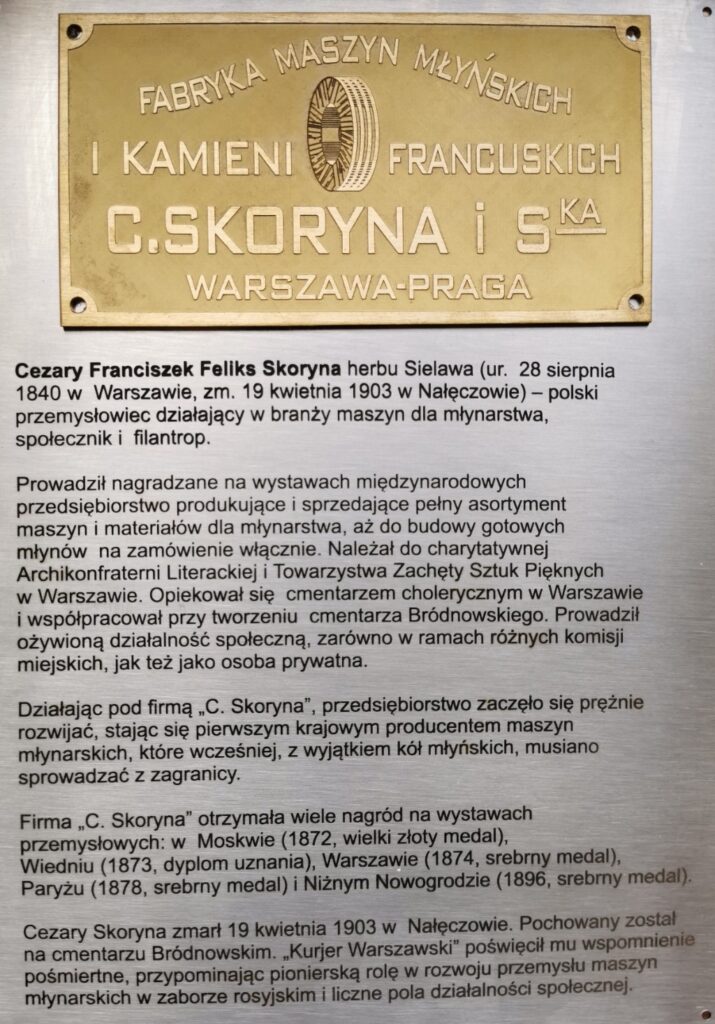 FABRYKA MASZYN MŁYŃSKICH
I KAMIENI FRANCUSKICH
C.SKORYNA i SKA
WARSZAWA-PRAGA
Cezary Franciszek Feliks Skoryna herbu Sielawa (ur. 28 sierpnia
1840 w Warszawie, zm. 19 kwietnia 1903 w Nałęczowie) – polski
przemysłowiec działający w branży maszyn dla młynarstwa,
społecznik i filantrop.
Prowadził nagradzane na wystawach międzynarodowych
przedsiębiorstwo produkujące i sprzedające pełny asortyment
maszyn i materiałów dla młynarstwa, aż do budowy gotowych
młynów na zamówienie włącznie. Należał do charytatywnej
Archikonfraterni Literackiej i Towarzystwa Zachęty Sztuk Pięknych
w Warszawie. Opiekował się cmentarzem cholerycznym w Warszawie
i współpracował przy tworzeniu cmentarza Bródnowskiego. Prowadził
ożywioną działalność społeczną, zarówno w ramach różnych komisji
miejskich, jak też jako osoba prywatna.
Działając pod firmą „C. Skoryna”, przedsiębiorstwo zaczęło się prężnie
rozwijać, stając się pierwszym krajowym producentem maszyn
młynarskich, które wcześniej, z wyjątkiem kół młyńskich, musiano
sprowadzać z zagranicy.
Firma „C. Skoryna” otrzymała wiele nagród na wystawach
przemysłowych: w Moskwie (1872, wielki złoty medal),
Wiedniu (1873, dyplom uznania), Warszawie (1874, srebrny medal),
Paryżu (1878, srebrny medal) i Niżnym Nowogrodzie (1896, srebrny medal).
Cezary Skoryna zmarł 19 kwietnia 1903 w Nałęczowie. Pochowany został
na cmentarzu Bródnowskim. „Kurjer Warszawski” poświęcił mu wspomnienie
pośmiertne, przypominając pionierską rolę w rozwoju przemysłu maszyn
młynarskich w zaborze rosyjskim i liczne pola działalności społecznej.